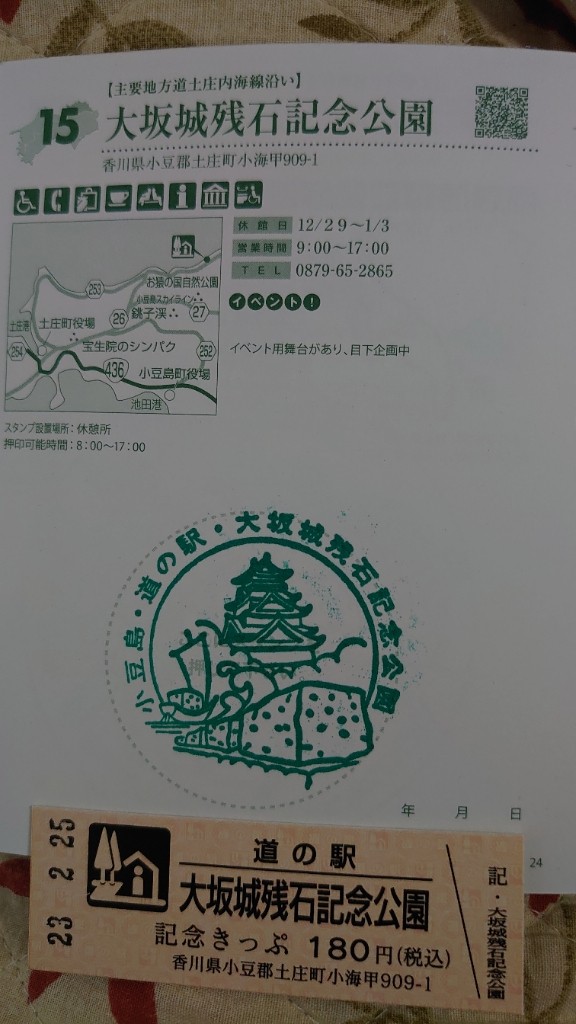 【主要地方道土庄内海線沿い】
15 大坂城残石記念公園
香川県小豆郡土庄町小海甲909-1
休館日 12/29～1/3
営業時間 9:00～17:00
TEL 0879-65-2865
イベント!
イベント用舞台があり、目下企画中
お猿の国自然公園
253
小豆島スカイライン
土庄港
土庄町役場
26
銚子渓
27
254
宝生院のシンパク
252
436
小豆島町役場
池田港
スタンプ設置場所：休憩所
押印可能時間：8:00～17:00
小豆島・道の駅・大坂城残石記念公園
押
年 月 日
24
23.2.25
道の駅
大坂城残石記念公園
記念きっぷ 180円(税込)
香川県小豆郡土庄町小海甲909-1
記・大坂城残石記念公園